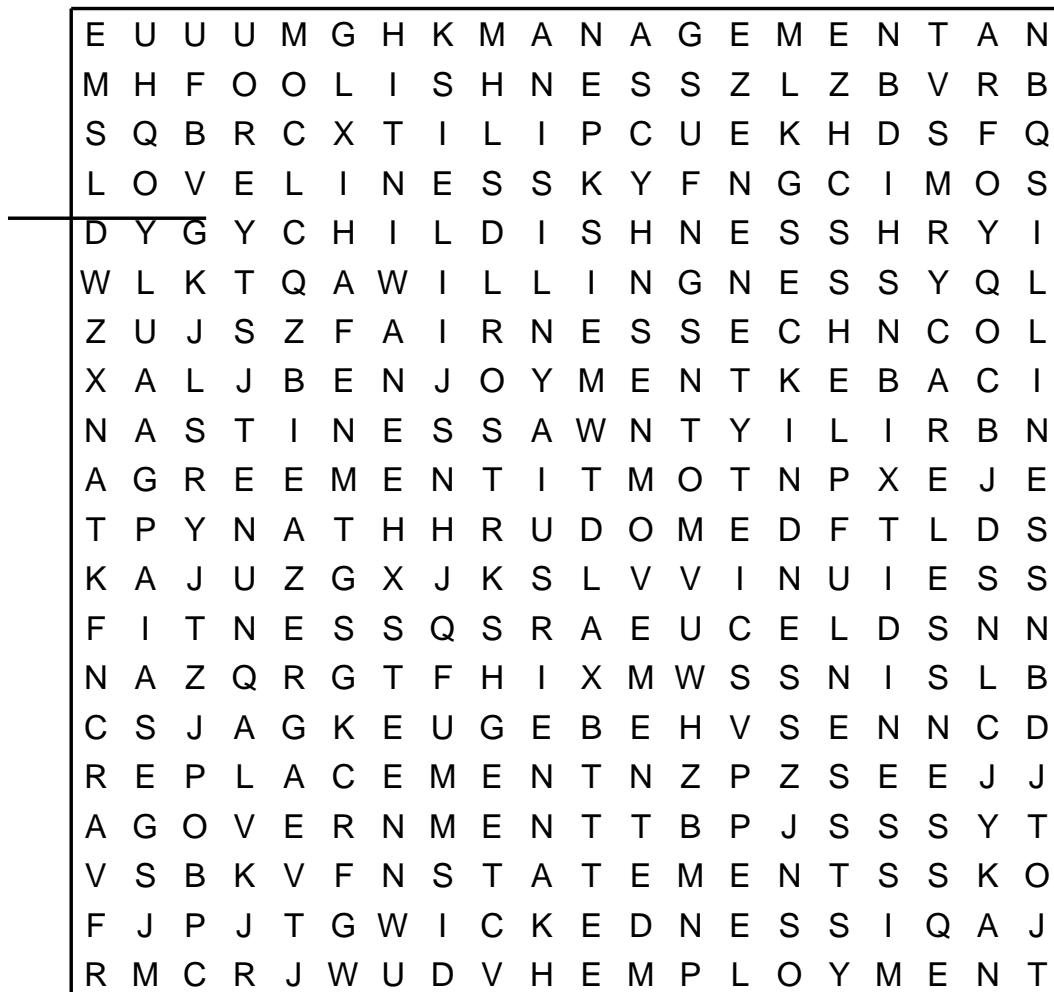 E U U U M G H K M A N A G E M E N T A N
M H F O O L I S H N E S S Z L Z B V R B
S Q B R C X T I L I P C U E K H D S F Q
L O V E L I N E S S K Y F N G C I M O S
D Y G Y C H I L D I S H N E S S H R Y I
W L K T Q A W I L L I N G N E S S Y Q L
Z U J S Z F A I R N E S S E C H N C O L
X A L J B E N J O Y M E N T K E B A C I
N A S T I N E S S A W N T Y I L I R B N
A G R E E M E N T I T M O T N P X E J E
T P Y N A T H H R U D O M E D F T L D S
K A J U Z G X J K S L V V I N U I E S S
F I T N E S S Q S R A E U C E L D S N N
N A Z Q R G T F H I X M W S S N I S L B
C S J A G K E U G E B E H V S E N N C D
R E P L A C E M E N T N Z P Z S E E J J
A G O V E R N M E N T T B P J S S S Y T
V S B K V F N S T A T E M E N T S S K O
F J P J T G W I C K E D N E S S I Q A J
R M C R J W U D V H E M P L O Y M E N T